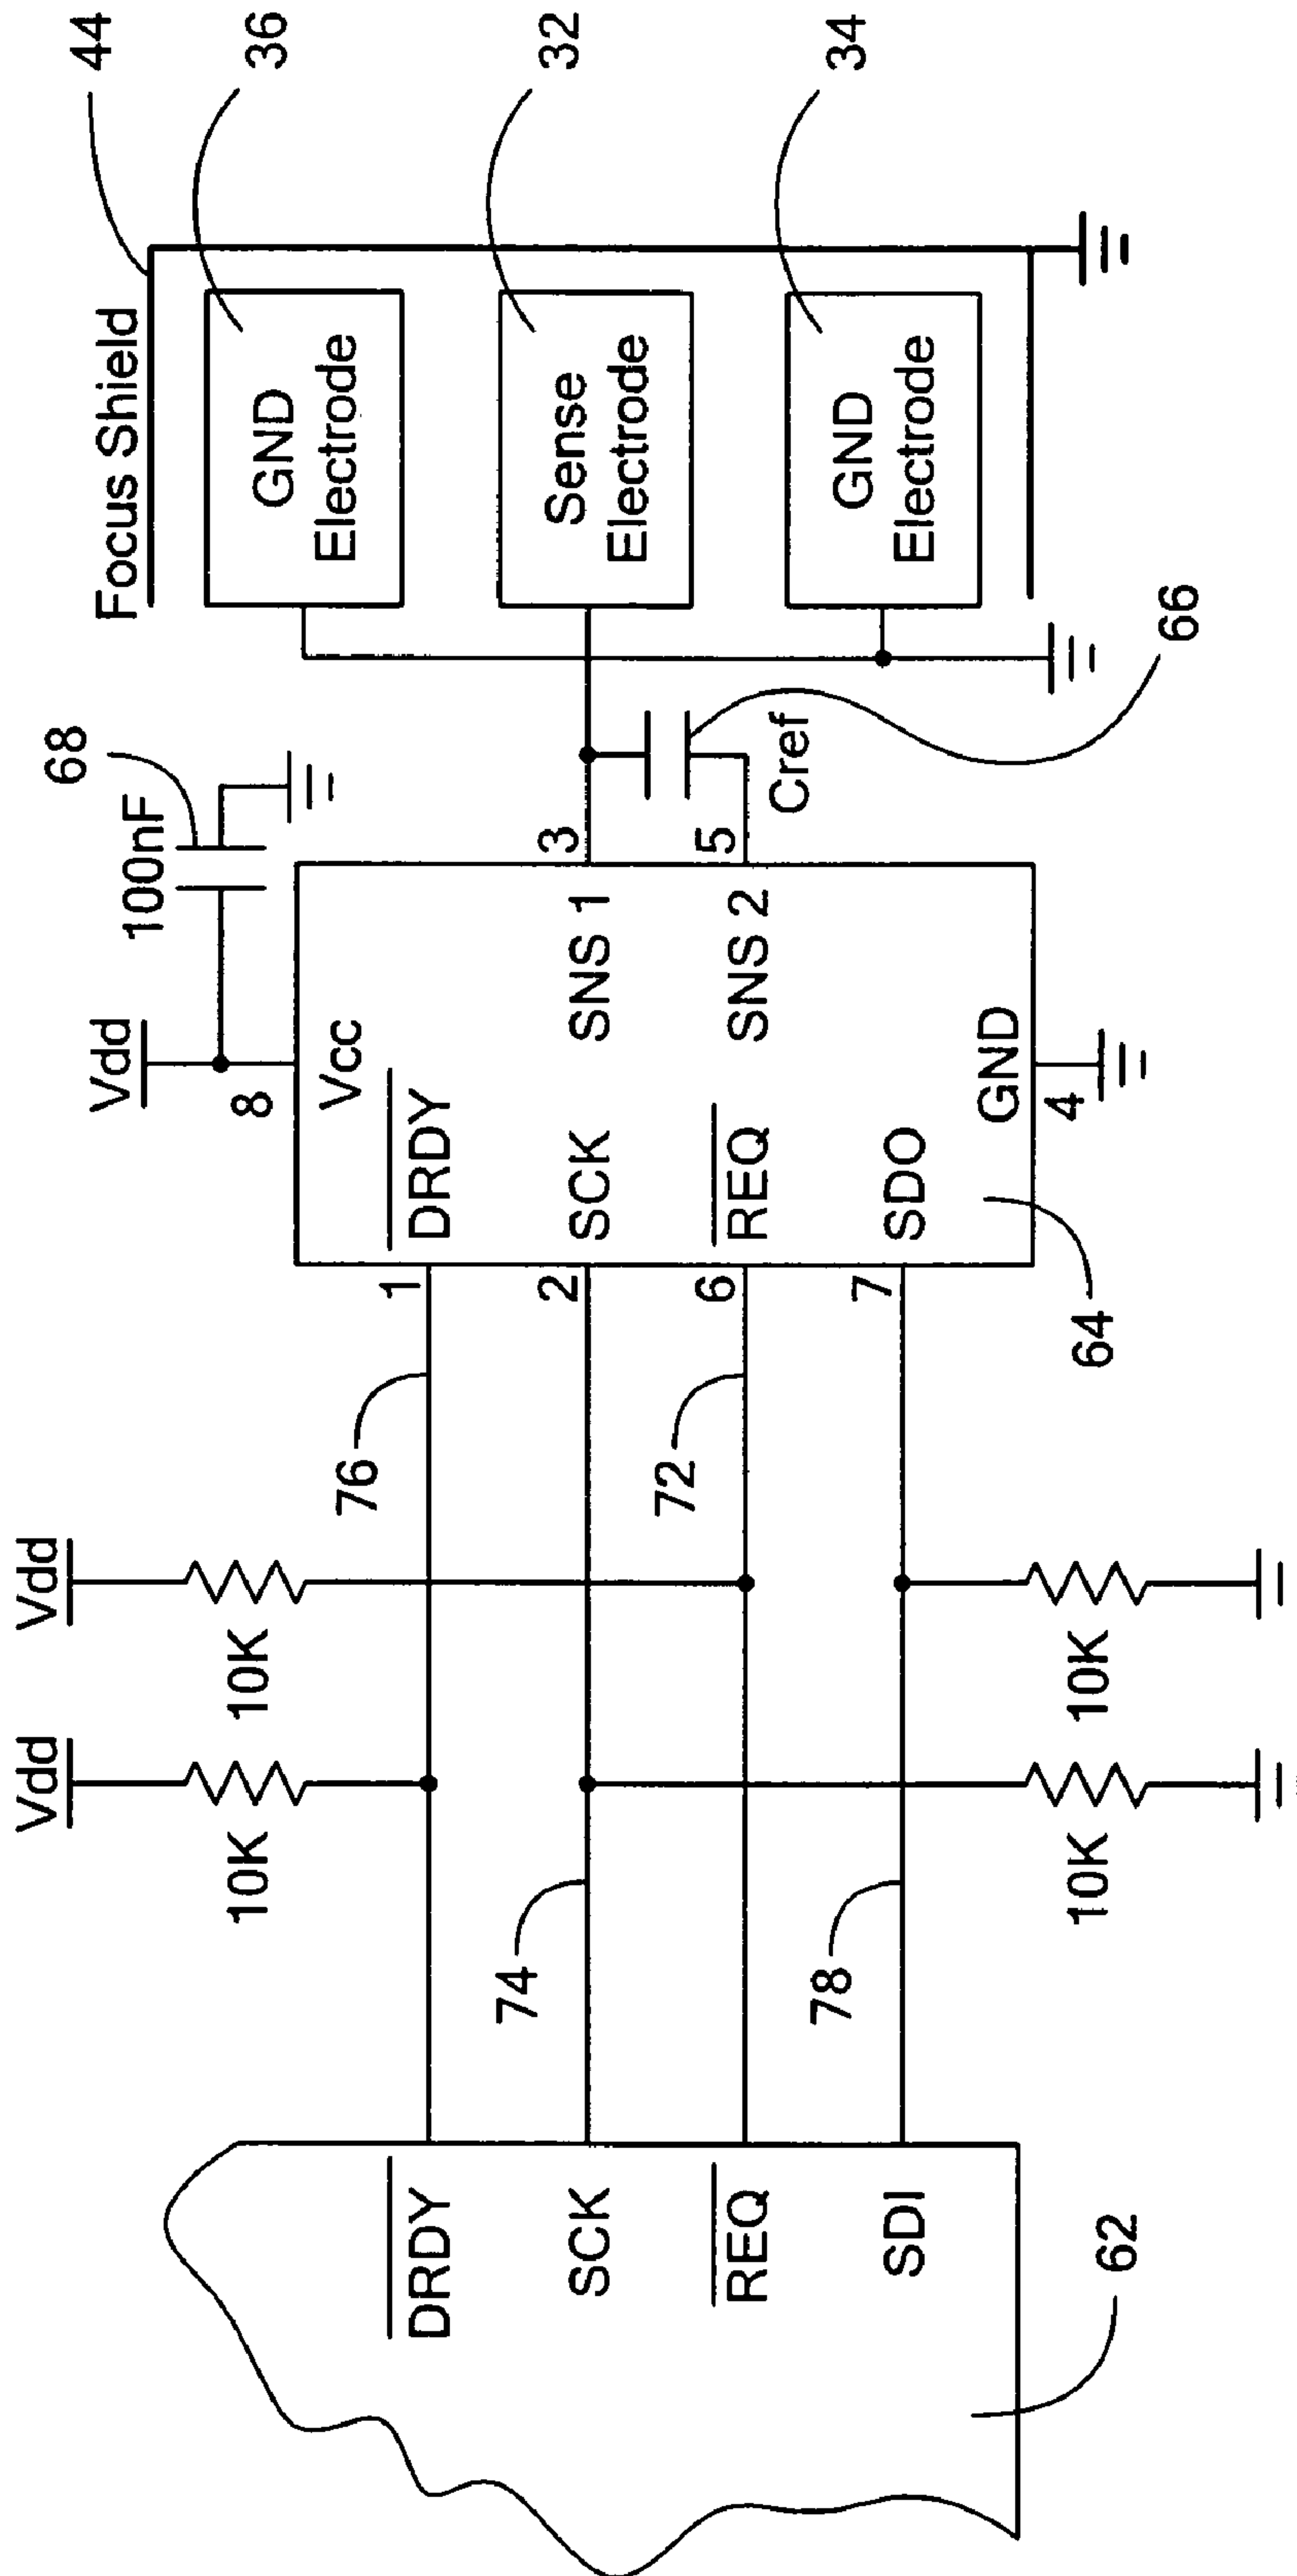 Vdd
Vdd
10K
10K
Vdd
8
100nF
68
Focus Shield
44
36
GND
Electrode
32
Sense
Electrode
34
GND
Electrode
DRDY
SCK
REQ
SDI
62
76
74
72
78
1
2
6
7
Vcc
DRDY
SCK
REQ
SDO
SNS 1
SNS 2
GND
4
64
3
5
Cref
66
10K
10K